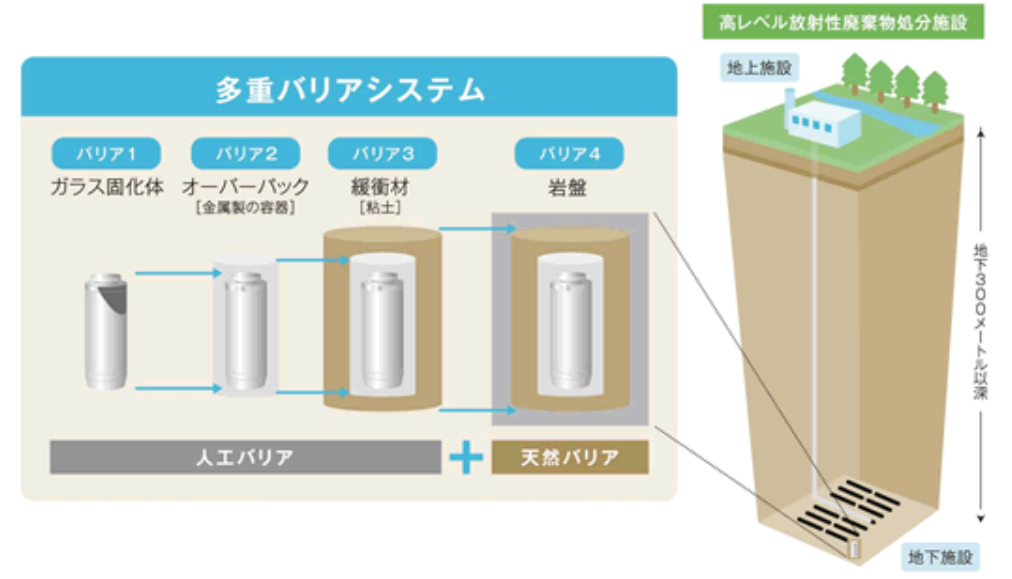 高レベル放射性廃棄物処分施設
地上施設
多重バリアシステム
バリア1
ガラス固化体
バリア2
オーバーパック
[金属製の容器]
バリア3
緩衝材
[粘土]
バリア4
岩盤
人工バリア
+
天然バリア
地下300メートル以深
地下施設